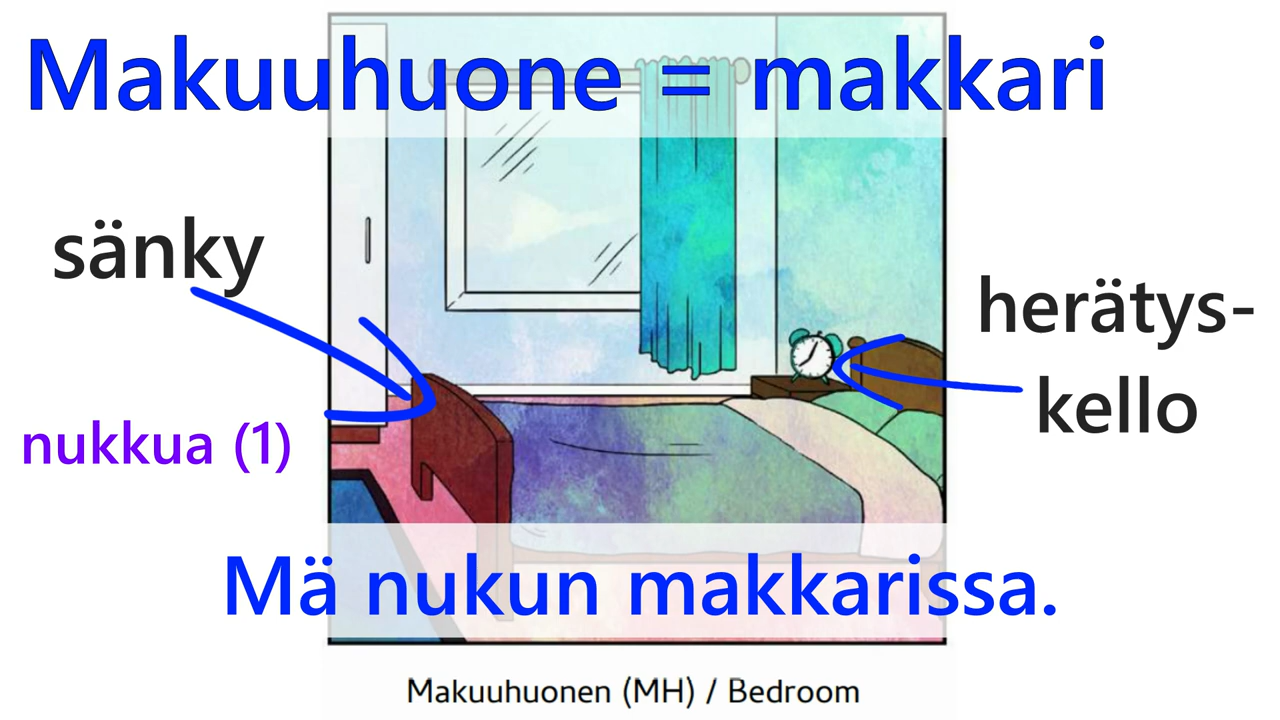 Makuuhuone = makkari
sänky
herätys-
kello
nukkua (1)
Mä nukun makkarissa.
Makuuhuonen (MH) / Bedroom